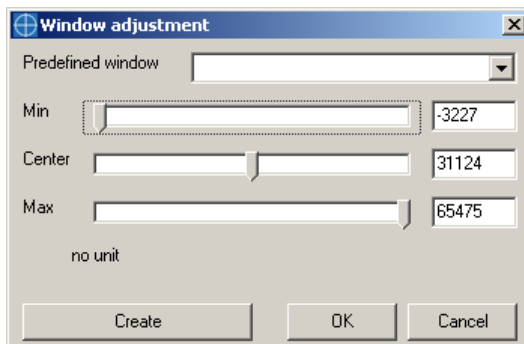 Window adjustment
Predefined window
Min -3227
Center 31124
Max 65475
no unit
Create OK Cancel